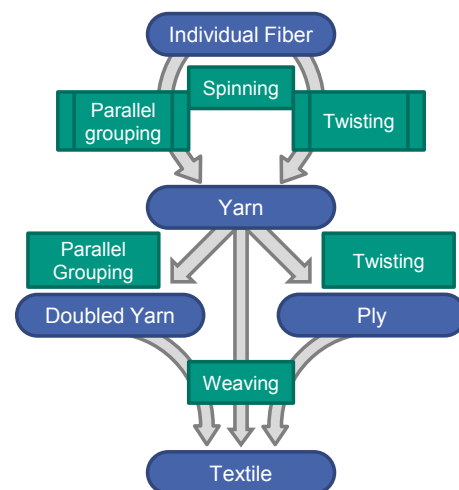 Individual Fiber
Spinning
Parallel
grouping
Twisting
Yarn
Parallel
Grouping
Twisting
Doubled Yarn
Ply
Weaving
Textile